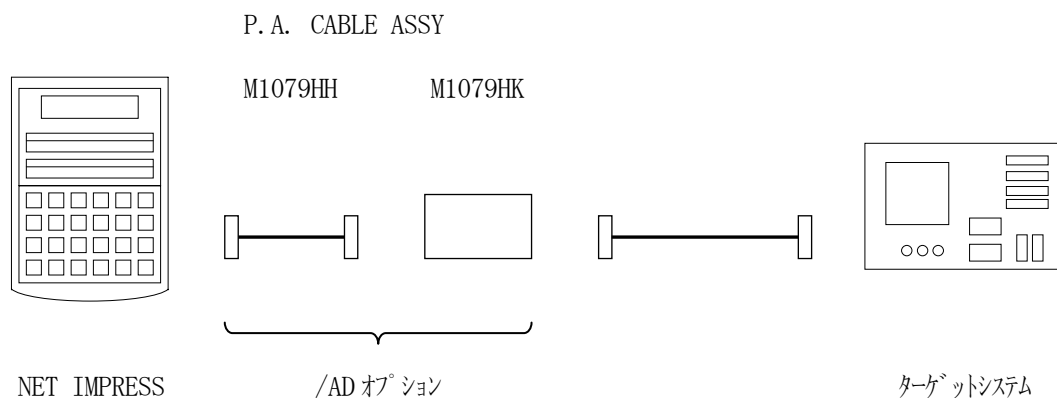 P.A. CABLE ASSY
M1079HH M1079HK
NET IMPRESS /AD ｵﾌﾟｼｮﾝ ﾀｰｹﾞｯﾄｼｽﾃﾑ